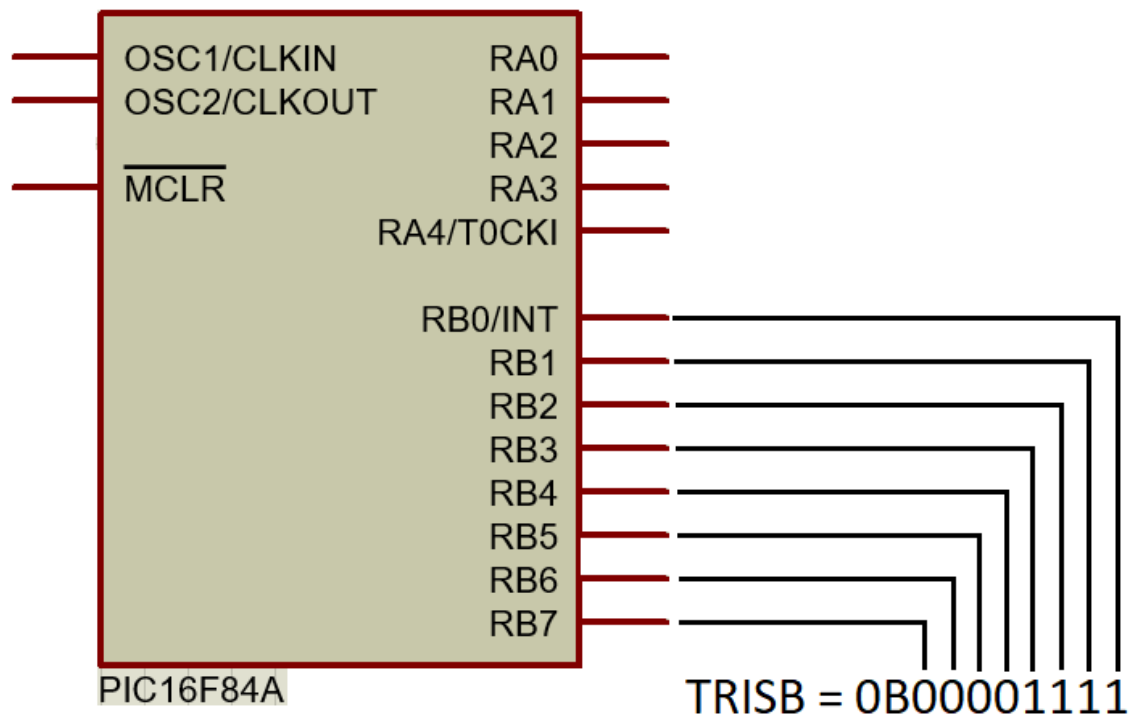 OSC1/CLKIN
OSC2/CLKOUT
MCLR
RA0
RA1
RA2
RA3
RA4/T0CKI
RB0/INT
RB1
RB2
RB3
RB4
RB5
RB6
RB7
PIC16F84A
TRISB = 0B00001111